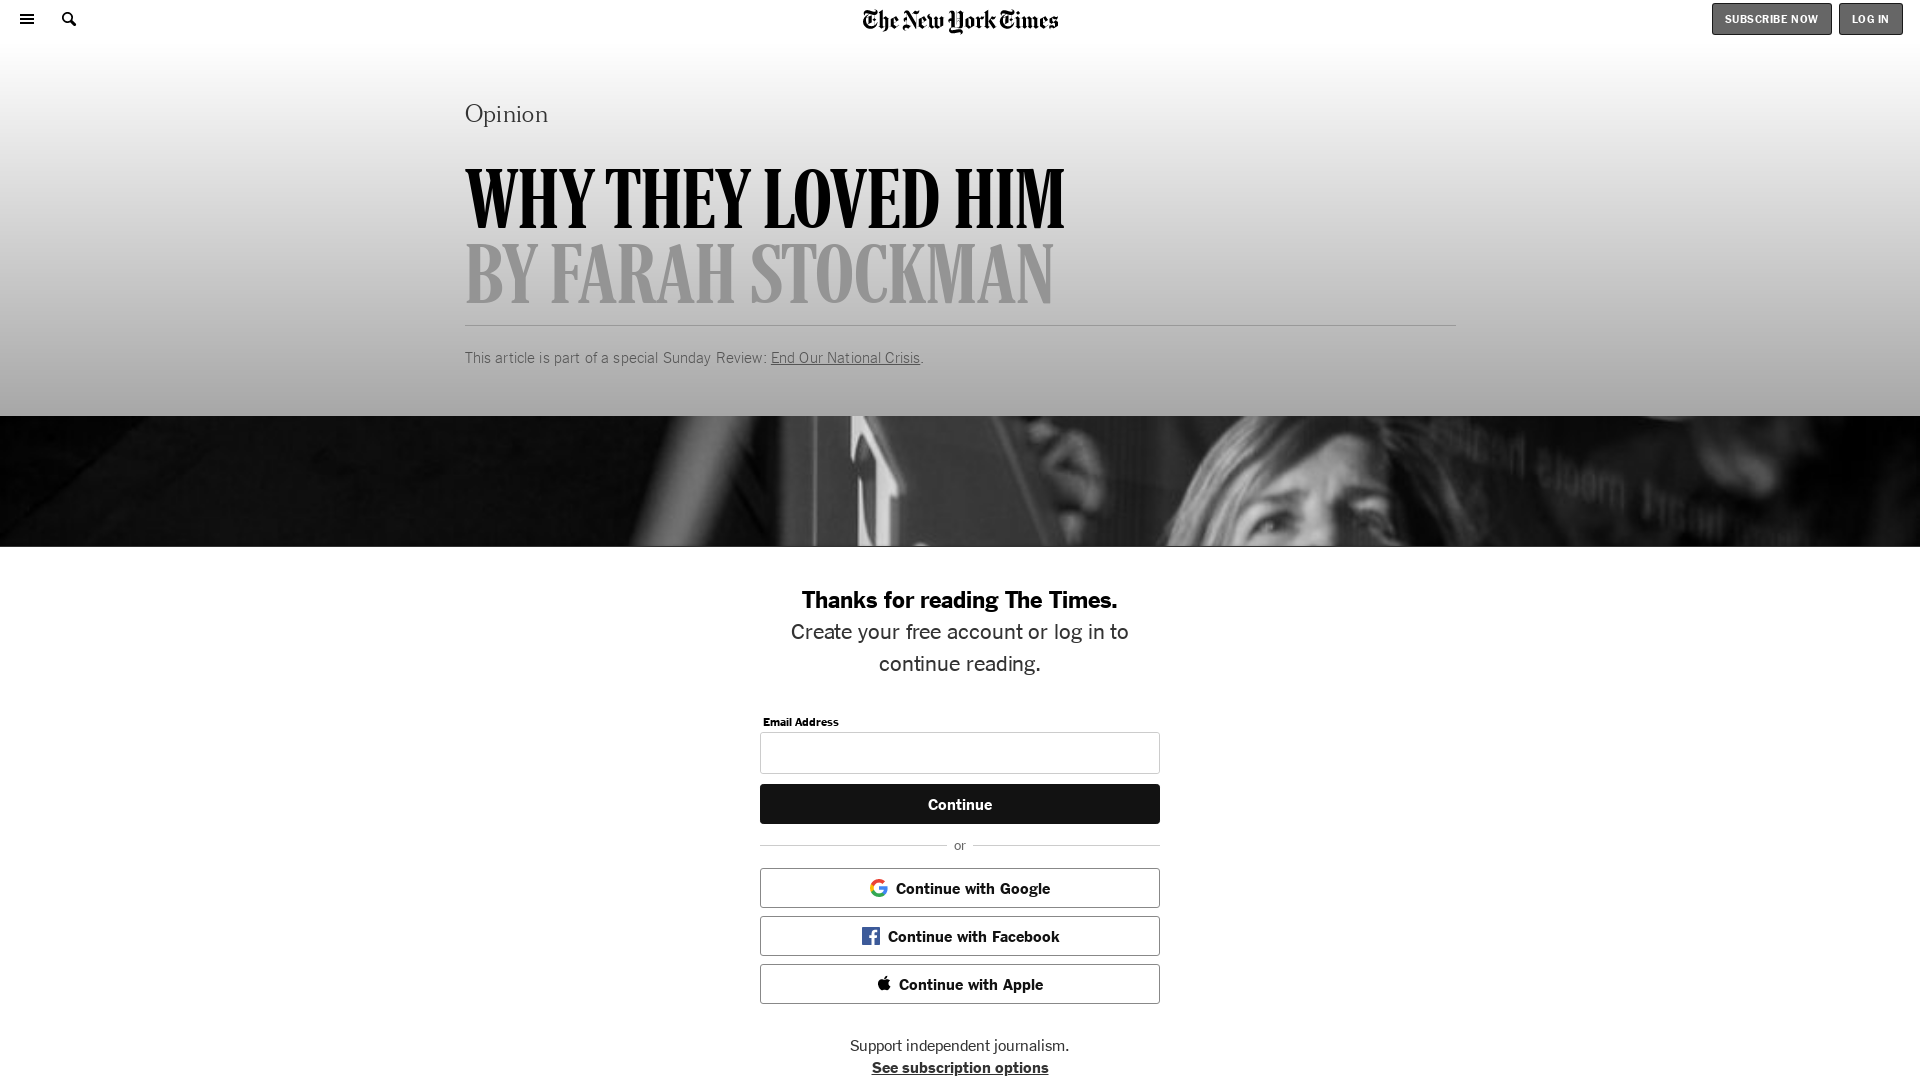 The New York Times
SUBSCRIBE NOW
LOG IN
Opinion
WHY THEY LOVED HIM
BY FARAH STOCKMAN
This article is part of a special Sunday Review: End Our National Crisis.
Thanks for reading The Times.
Create your free account or log in to
continue reading.
Email Address
Continue
or
Continue with Google
Continue with Facebook
Continue with Apple
Support independent journalism.
See subscription options